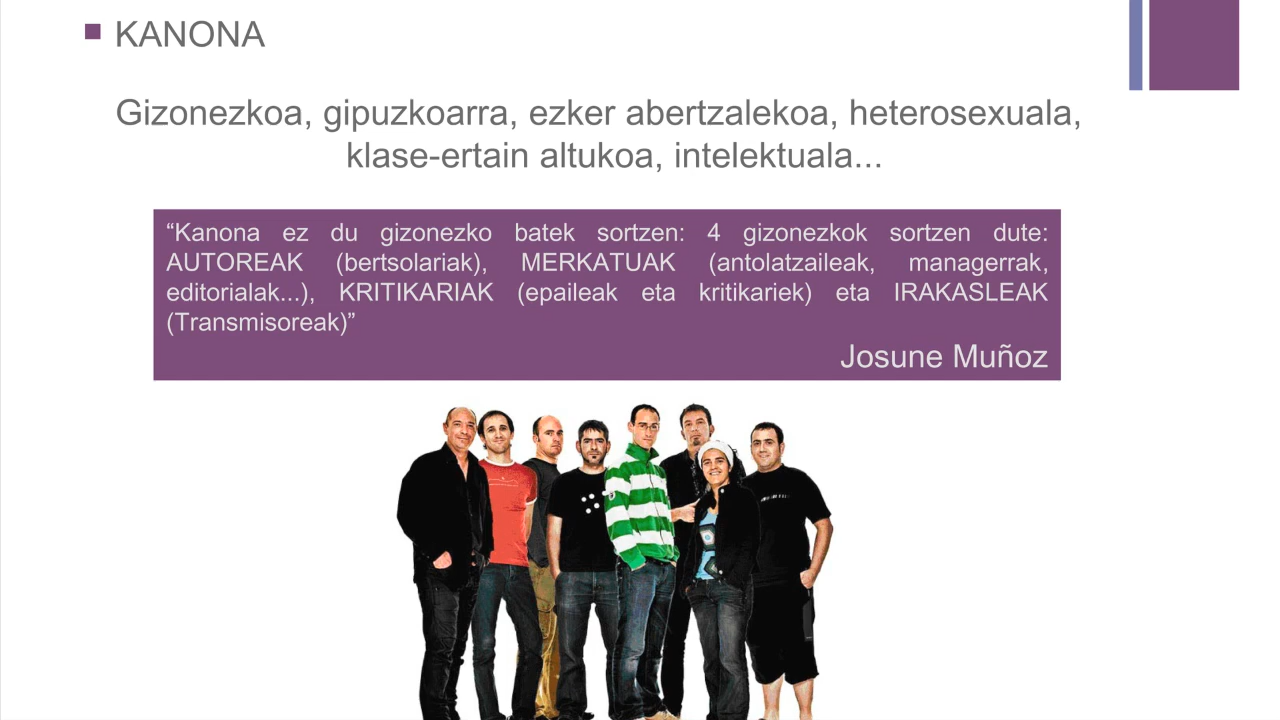 KANONA
Gizonezkoa, gipuzkoarra, ezker abertzalekoa, heterosexuala,
klase-ertain altukoa, intelektuala...
“Kanona ez du gizonezko batek sortzen: 4 gizonezkok sortzen dute:
AUTOREAK (bertsolariak), MERKATUAK (antolatzaileak, managerrak,
editorialak...), KRITIKARIAK (epaileak eta kritikariek) eta IRAKASLEAK
(Transmisoreak)”
Josune Muñoz